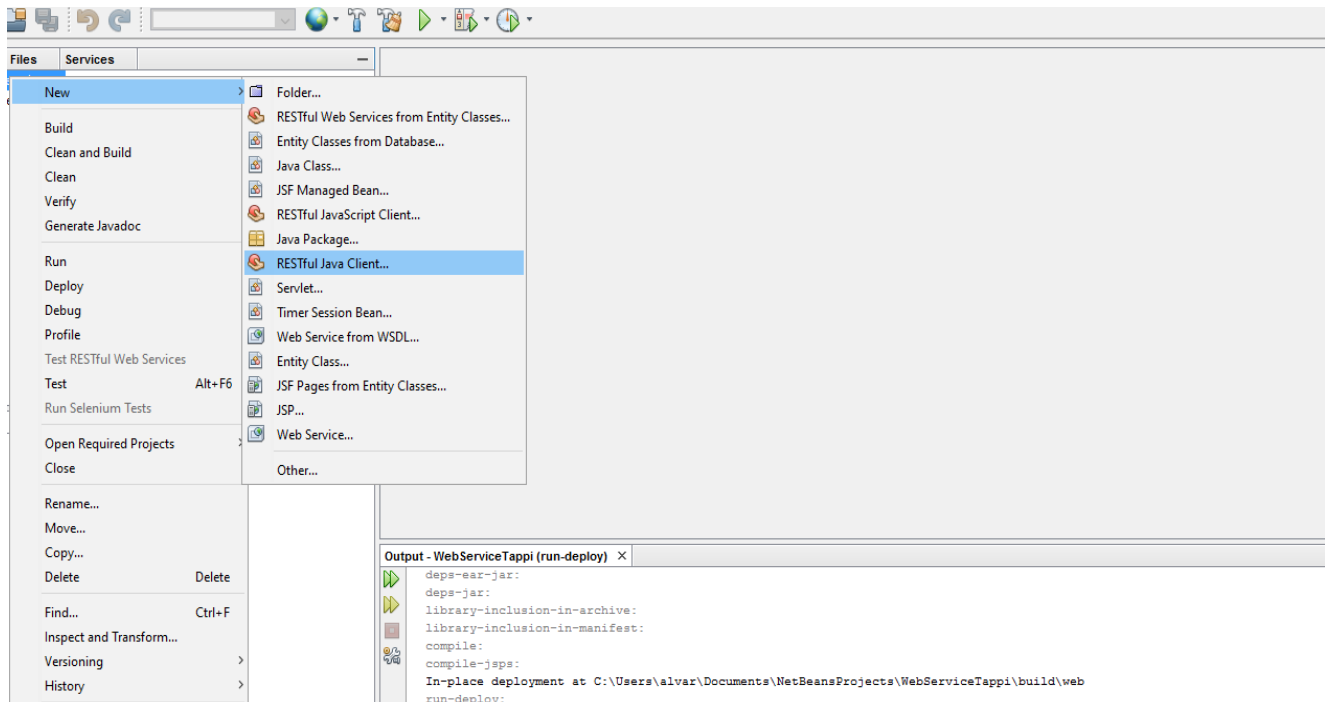 Files Services
New
Build
Clean and Build
Clean
Verify
Generate Javadoc
Run
Deploy
Debug
Profile
Test RESTful Web Services
Test Alt+F6
Run Selenium Tests
Open Required Projects
Close
Rename...
Move...
Copy...
Delete Delete
Find... Ctrl+F
Inspect and Transform...
Versioning
History
Folder...
RESTful Web Services from Entity Classes...
Entity Classes from Database...
Java Class...
JSF Managed Bean...
RESTful JavaScript Client...
Java Package...
RESTful Java Client...
Servlet...
Timer Session Bean...
Web Service from WSDL...
Entity Class...
JSF Pages from Entity Classes...
JSP...
Web Service...
Other...
Output - WebServiceTappi (run-deploy) ×
deps-ear-jar:
deps-jar:
library-inclusion-in-archive:
library-inclusion-in-manifest:
compile:
compile-jsps:
In-place deployment at C:\Users\alvar\Documents\NetBeansProjects\WebServiceTappi\build\web
run-deploy: